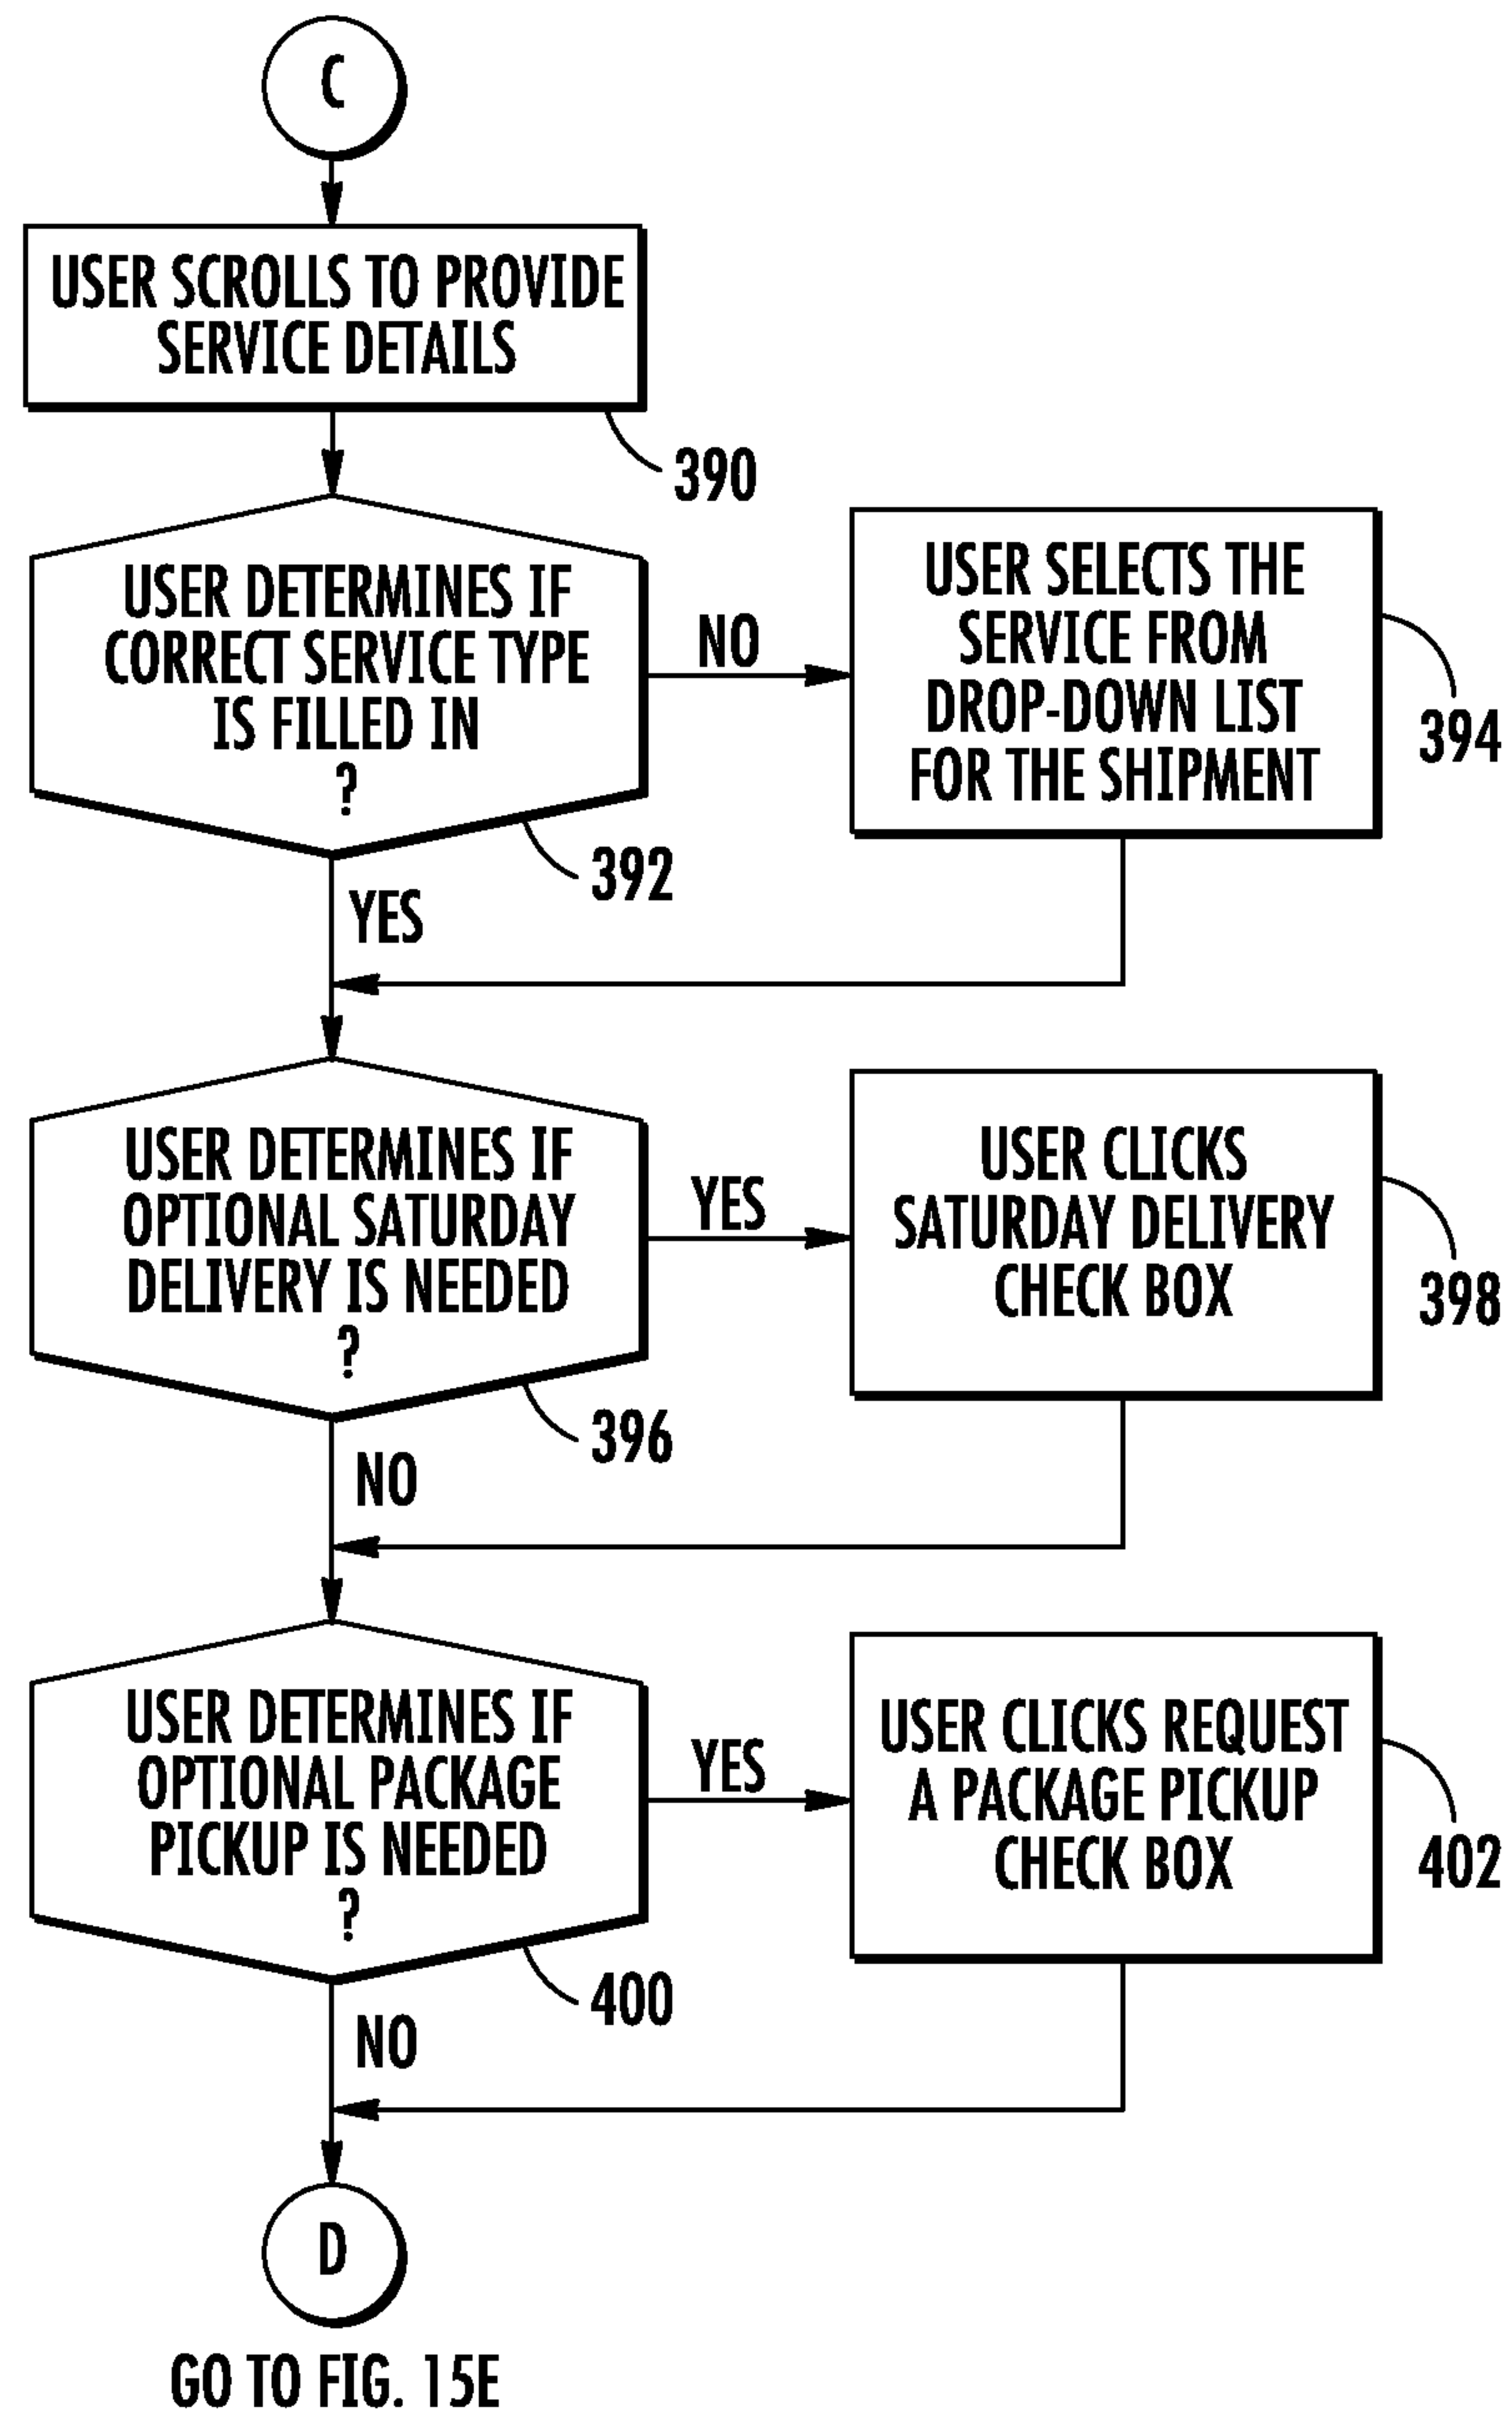 C
USER SCROLLS TO PROVIDE
SERVICE DETAILS
390
USER DETERMINES IF
CORRECT SERVICE TYPE
IS FILLED IN
?
392
NO
USER SELECTS THE
SERVICE FROM
DROP-DOWN LIST
FOR THE SHIPMENT
394
YES
USER DETERMINES IF
OPTIONAL SATURDAY
DELIVERY IS NEEDED
?
396
YES
USER CLICKS
SATURDAY DELIVERY
CHECK BOX
398
NO
USER DETERMINES IF
OPTIONAL PACKAGE
PICKUP IS NEEDED
?
400
YES
USER CLICKS REQUEST
A PACKAGE PICKUP
CHECK BOX
402
NO
D
GO TO FIG. 15E